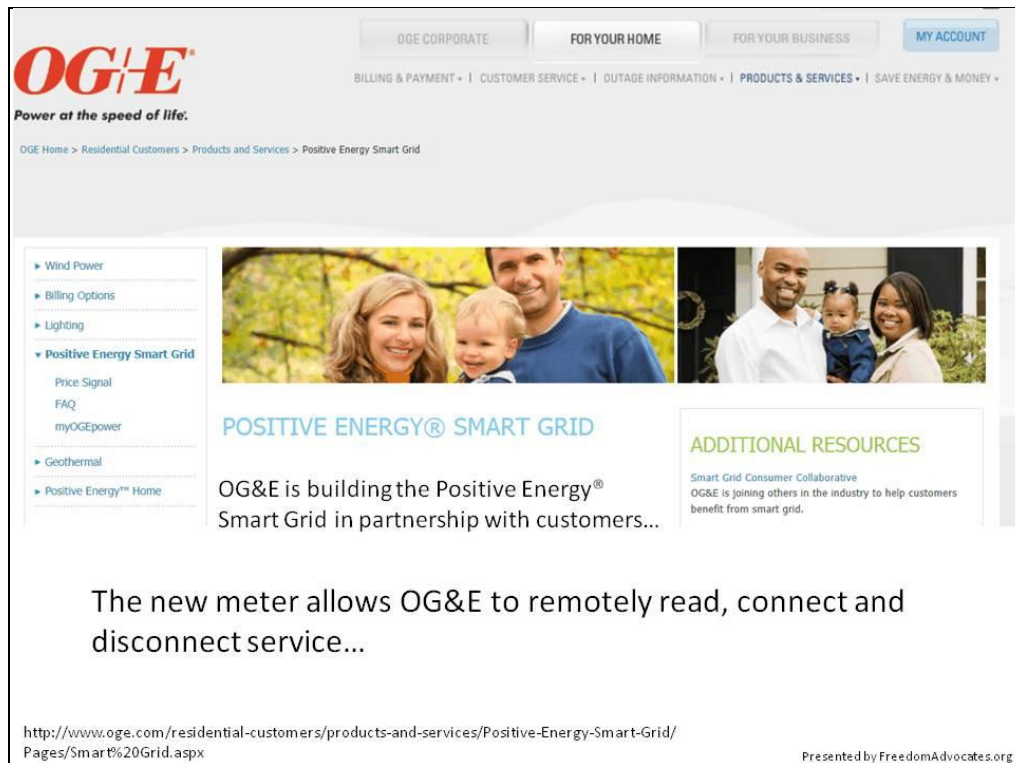 OGE CORPORATE
FOR YOUR HOME
FOR YOUR BUSINESS
MY ACCOUNT
OG+E®
Power at the speed of life.
BILLING & PAYMENT | CUSTOMER SERVICE | OUTAGE INFORMATION | PRODUCTS & SERVICES | SAVE ENERGY & MONEY
OGE Home > Residential Customers > Products and Services > Positive Energy Smart Grid
Wind Power
Billing Options
Lighting
Positive Energy Smart Grid
Price Signal
FAQ
myOGEpower
Geothermal
Positive Energy™ Home
POSITIVE ENERGY® SMART GRID
OG&E is building the Positive Energy®
Smart Grid in partnership with customers...
ADDITIONAL RESOURCES
Smart Grid Consumer Collaborative
OG&E is joining others in the industry to help customers
benefit from smart grid.
The new meter allows OG&E to remotely read, connect and
disconnect service...
http://www.oge.com/residential-customers/products-and-services/Positive-Energy-Smart-Grid/
Pages/Smart%20Grid.aspx
Presented by FreedomAdvocates.org